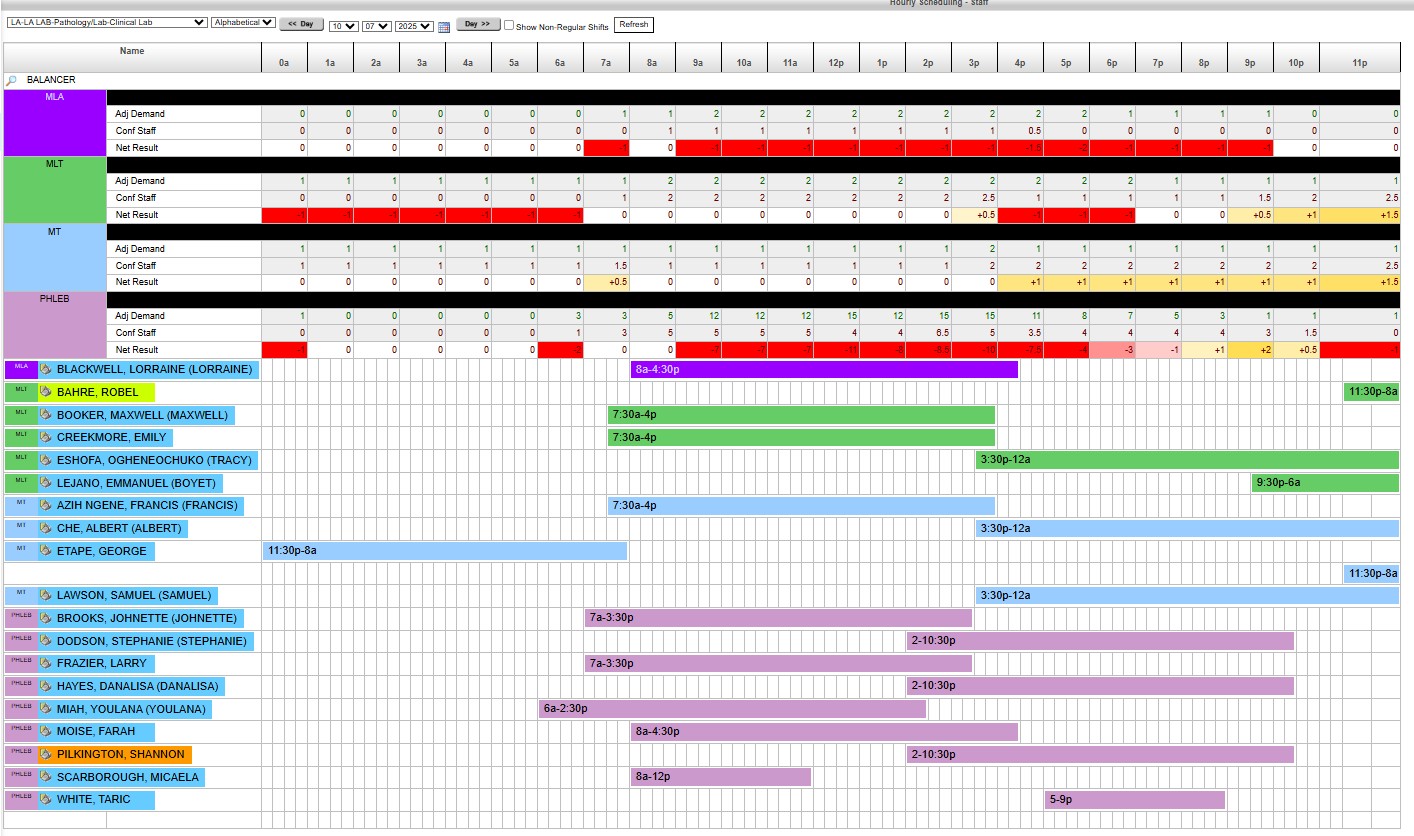 Hourly Scheduling - Staff
LA-LA LAB-Pathology/Lab-Clinical Lab Alphabetical << Day 10 07 2025 Day >> Show Non-Regular Shifts Refresh
Name 0a 1a 2a 3a 4a 5a 6a 7a 8a 9a 10a 11a 12p 1p 2p 3p 4p 5p 6p 7p 8p 9p 10p 11p
BALANCER
MLA
Adj Demand 0 0 0 0 0 0 0 1 1 2 2 2 2 2 2 2 2 2 1 1 1 1 0 0
Conf Staff 0 0 0 0 0 0 0 0 1 1 1 1 1 1 1 1 0.5 0 0 0 0 0 0 0
Net Result 0 0 0 0 0 0 0 -1 0 -1 -1 -1 -1 -1 -1 -1 -1.5 -2 -1 -1 -1 -1 0 0
MLT
Adj Demand 1 1 1 1 1 1 1 1 2 2 2 2 2 2 2 2 2 2 2 1 1 1 1 1
Conf Staff 0 0 0 0 0 0 0 1 2 2 2 2 2 2 2 2.5 1 1 1 1 1 1.5 2 2.5
Net Result -1 -1 -1 -1 -1 -1 -1 0 0 0 0 0 0 0 0 +0.5 -1 -1 -1 0 0 +0.5 +1 +1.5
MT
Adj Demand 1 1 1 1 1 1 1 1 1 1 1 1 1 1 1 2 1 1 1 1 1 1 1 1
Conf Staff 1 1 1 1 1 1 1 1.5 1 1 1 1 1 1 1 2 2 2 2 2 2 2 2 2.5
Net Result 0 0 0 0 0 0 0 +0.5 0 0 0 0 0 0 0 0 +1 +1 +1 +1 +1 +1 +1 +1.5
PHLEB
Adj Demand 1 0 0 0 0 0 3 3 5 12 12 12 15 12 15 15 11 8 7 5 3 1 1 1
Conf Staff 0 0 0 0 0 0 1 3 5 5 5 5 4 4 6.5 5 3.5 4 4 4 4 3 1.5 0
Net Result -1 0 0 0 0 0 -2 0 0 -7 -7 -7 -11 -8 -8.5 -10 -7.5 -4 -3 -1 +1 +2 +0.5 -1
MLA BLACKWELL, LORRAINE (LORRAINE) 8a-4:30p
MLT BAHRE, ROBEL 11:30p-8a
MLT BOOKER, MAXWELL (MAXWELL) 7:30a-4p
MLT CREEKMORE, EMILY 7:30a-4p
MLT ESHOFA, OGHENEOCHUKO (TRACY) 3:30p-12a
MLT LEJANO, EMMANUEL (BOYET) 9:30p-6a
MT AZIH NGENE, FRANCIS (FRANCIS) 7:30a-4p
MT CHE, ALBERT (ALBERT) 3:30p-12a
MT ETAPE, GEORGE 11:30p-8a
11:30p-8a
MT LAWSON, SAMUEL (SAMUEL) 3:30p-12a
PHLEB BROOKS, JOHNETTE (JOHNETTE) 7a-3:30p
PHLEB DODSON, STEPHANIE (STEPHANIE) 2-10:30p
PHLEB FRAZIER, LARRY 7a-3:30p
PHLEB HAYES, DANALISA (DANALISA) 2-10:30p
PHLEB MIAH, YOULANA (YOULANA) 6a-2:30p
PHLEB MOISE, FARAH 8a-4:30p
PHLEB PILKINGTON, SHANNON 2-10:30p
PHLEB SCARBOROUGH, MICAELA 8a-12p
PHLEB WHITE, TARIC 5-9p